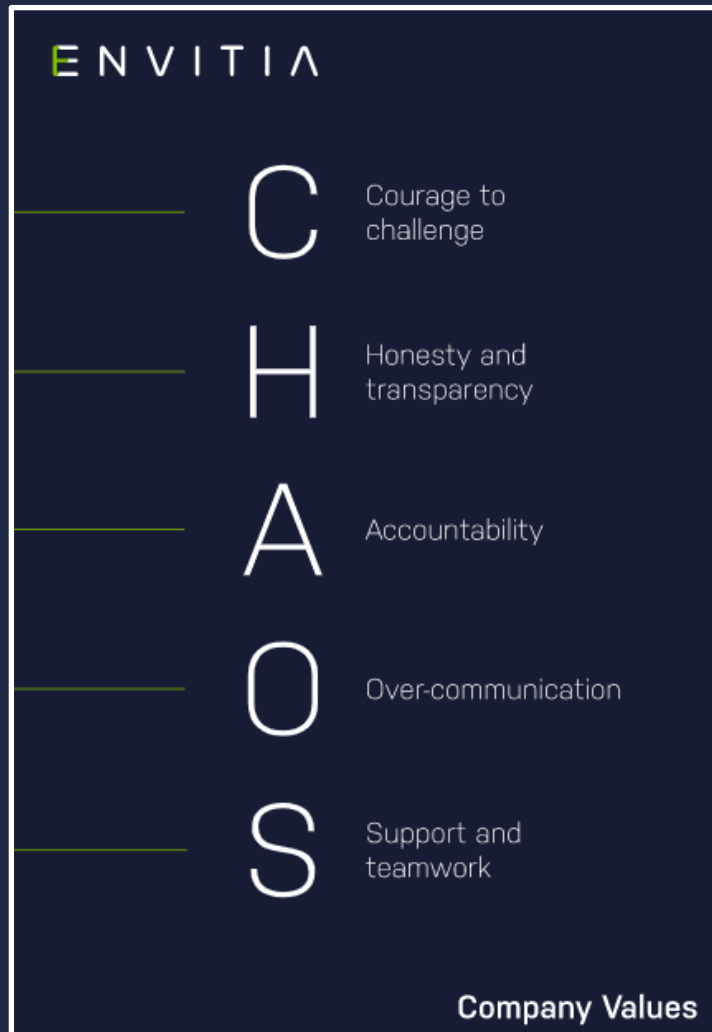 ENVITIA
C
Courage to
challenge
H
Honesty and
transparency
A
Accountability
O
Over-communication
S
Support and
teamwork
Company Values